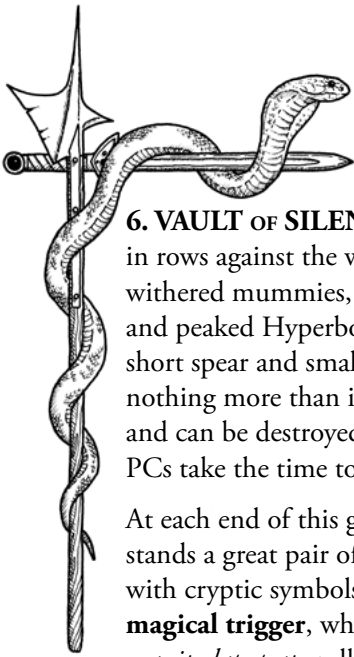 6. VAULT OF SILEN
in rows against the w
withered mummies,
and peaked Hyperbo
short spear and smal
nothing more than i
and can be destroyed
PCs take the time to
At each end of this g
stands a great pair of
with cryptic symbols
magical trigger, wh